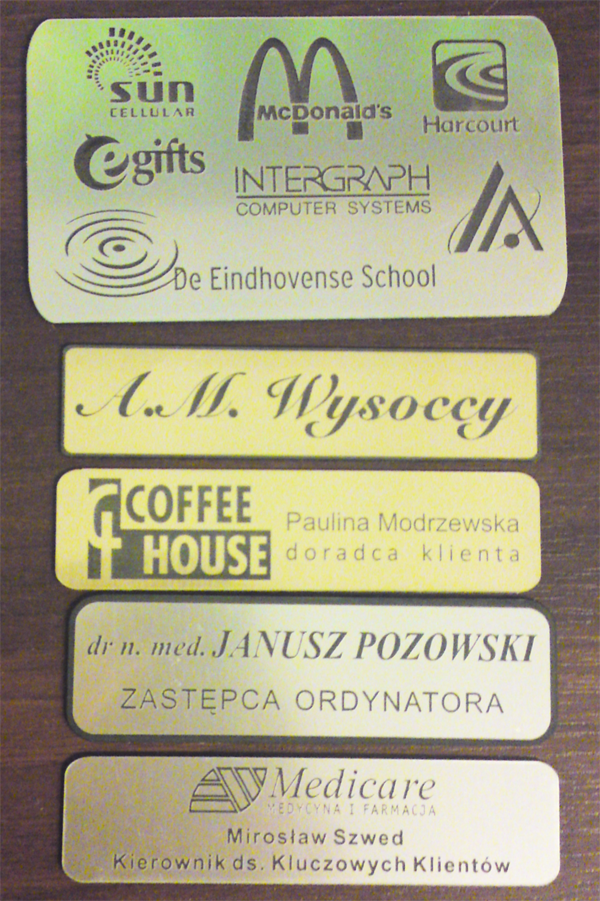 sun
CELLULAR
McDonald's
Harcourt
egifts
INTERGRAPH
COMPUTER SYSTEMS
De Eindhovense School
A.M. Wysoccy
COFFEE
HOUSE
Paulina Modrzewska
doradca klienta
dr n. med. JANUSZ POZOWSKI
ZASTĘPCA ORDYNATORA
Medicare
MEDYCYNA I FARMACJA
Mirosław Szwed
Kierownik ds. Kluczowych Klientów